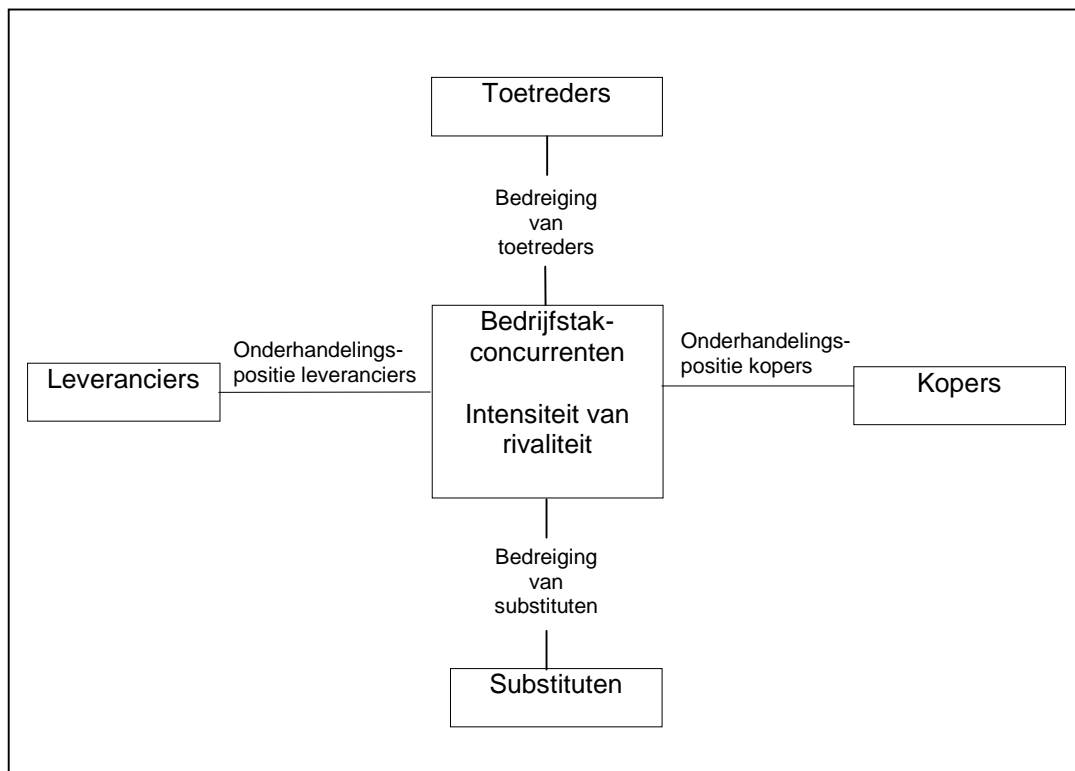 Toetreders
Bedreiging
van
toetreders
Bedrijfstak-
concurrenten
Intensiteit van
rivaliteit
Onderhandelings-
positie leveranciers
Leveranciers
Onderhandelings-
positie kopers
Kopers
Bedreiging
van
substituten
Substituten